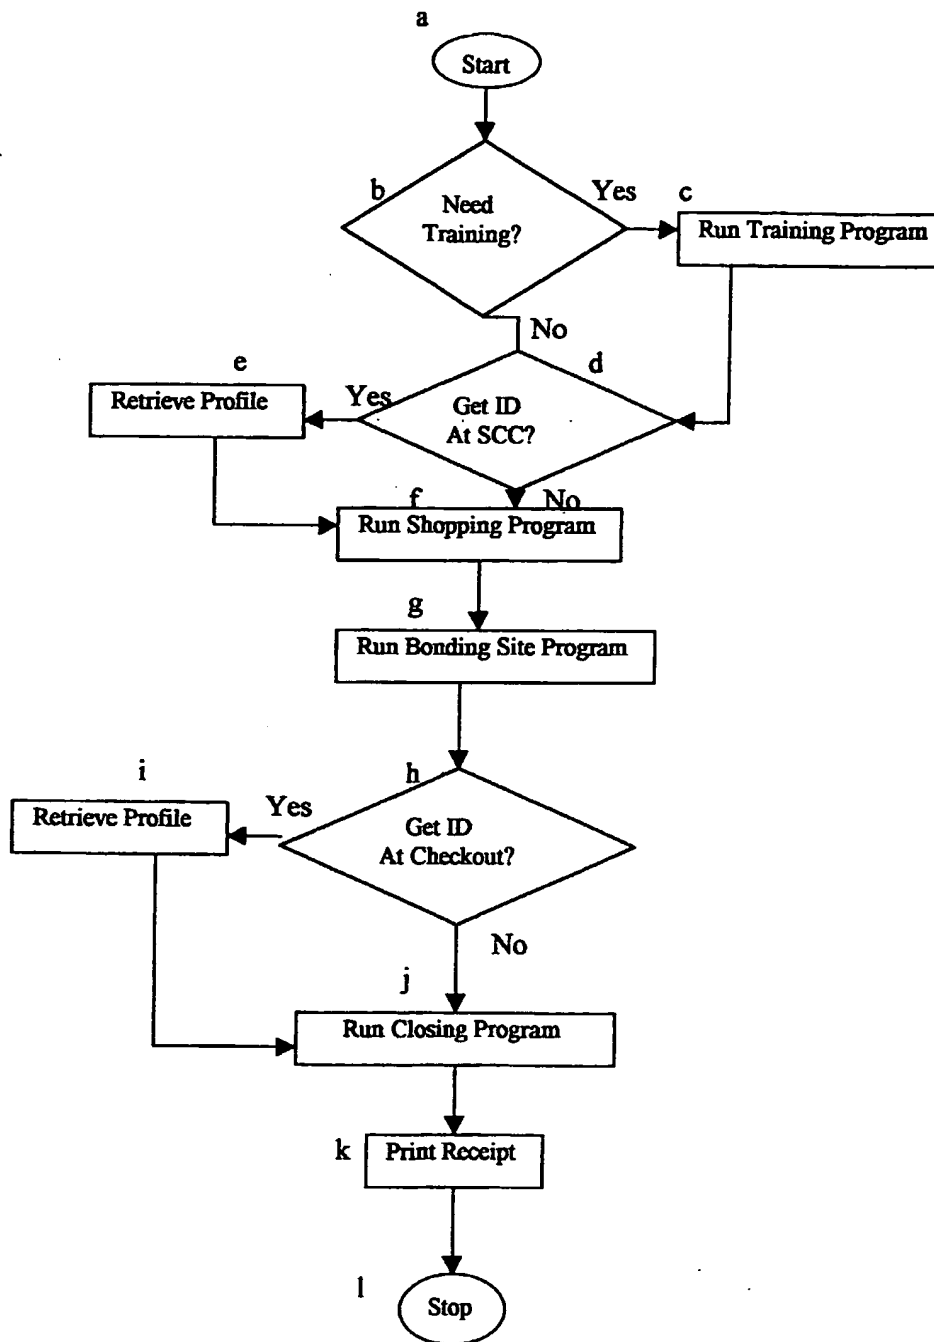 a
Start
b
Need
Training?
Yes
c
Run Training Program
No
e
d
Retrieve Profile
Yes
Get ID
At SCC?
f
No
Run Shopping Program
g
Run Bonding Site Program
i
h
Retrieve Profile
Yes
Get ID
At Checkout?
No
j
Run Closing Program
k
Print Receipt
l
Stop